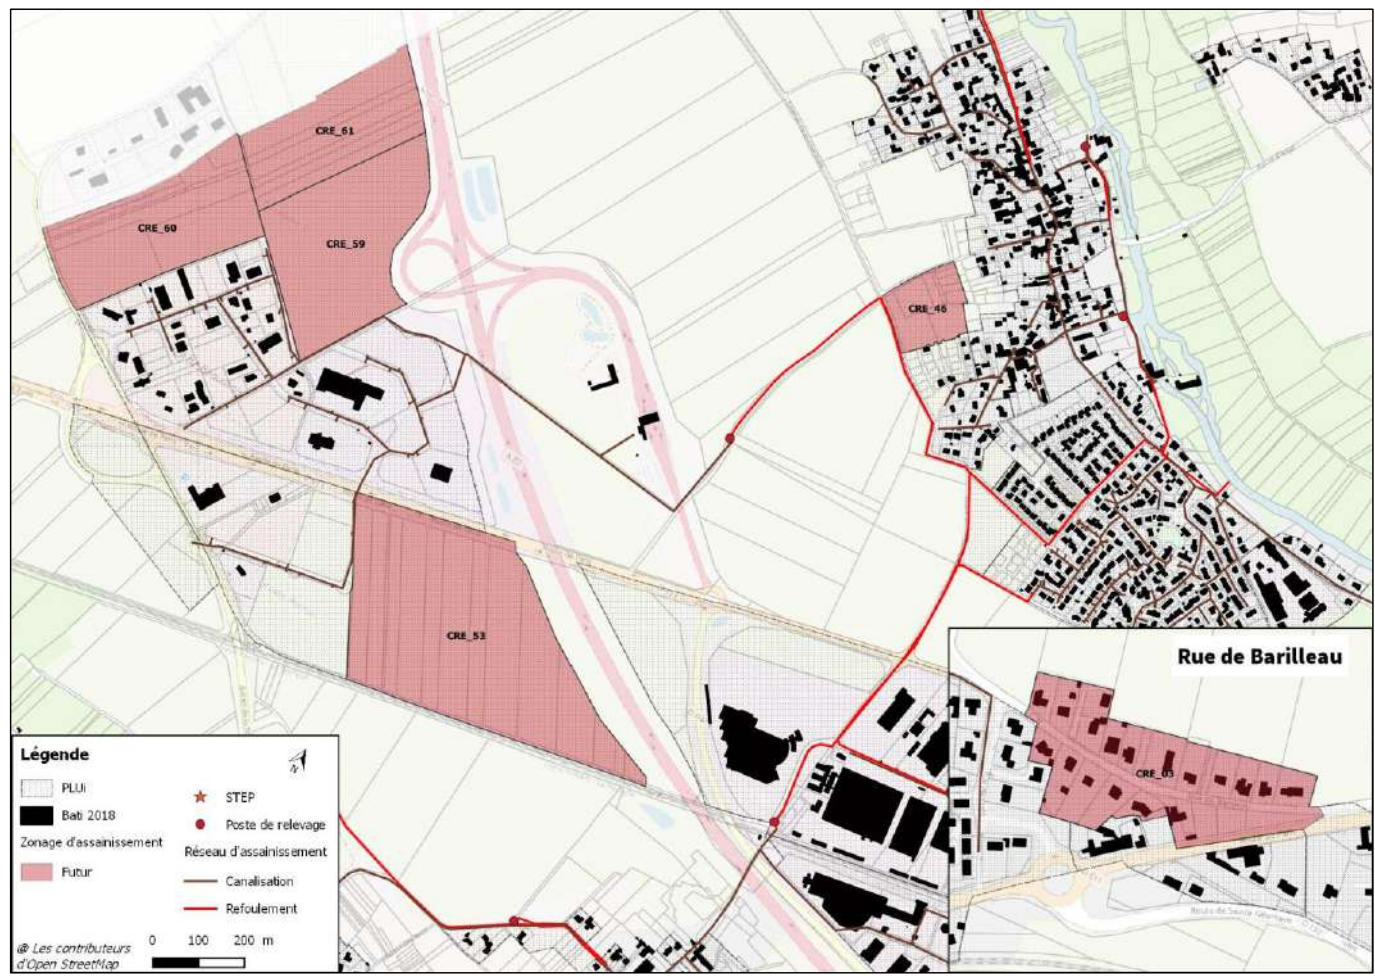 CRE_61
CRE_60
CRE_59
CRE_46
CRE_53
Rue de Barilleau
CRE_03
Légende
PLUi
Bati 2018
Zonage d'assainissement
Futur
N
STEP
Poste de relevage
Réseau d'assainissement
Canalisation
Refoulement
@ Les contributeurs
d'Open StreetMap
0 100 200 m